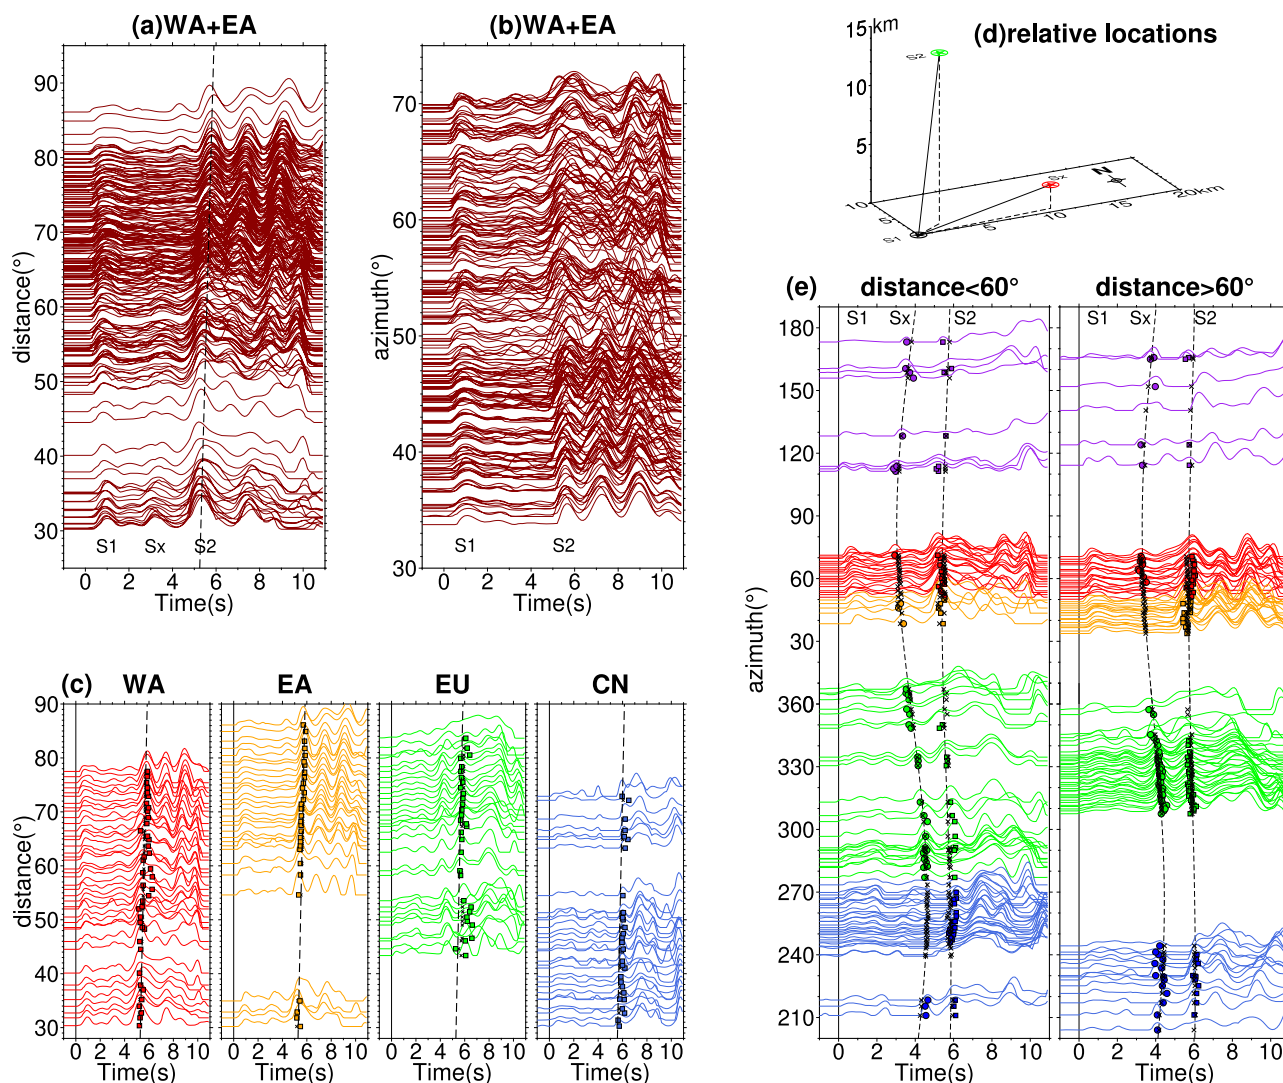 (a)WA+EA
90
80
70
60
50
40
30
distance(°)
S1 Sx S2
0 2 4 6 8 10
Time(s)
(b)WA+EA
70
60
50
40
30
azimuth(°)
S1 S2
0 2 4 6 8 10
Time(s)
(d)relative locations
15 km
10
5
S2
Sx
N
10
5
S1
5
10
15
20km
(c) WA EA EU CN
90
80
70
60
50
40
30
distance(°)
0 2 4 6 8 10
Time(s)
0 2 4 6 8 10
Time(s)
0 2 4 6 8 10
Time(s)
0 2 4 6 8 10
Time(s)
(e) distance<60° distance>60°
S1 Sx S2
S1 Sx S2
180
150
120
90
60
30
360
330
300
270
240
210
azimuth(°)
0 2 4 6 8 10
Time(s)
0 2 4 6 8 10
Time(s)